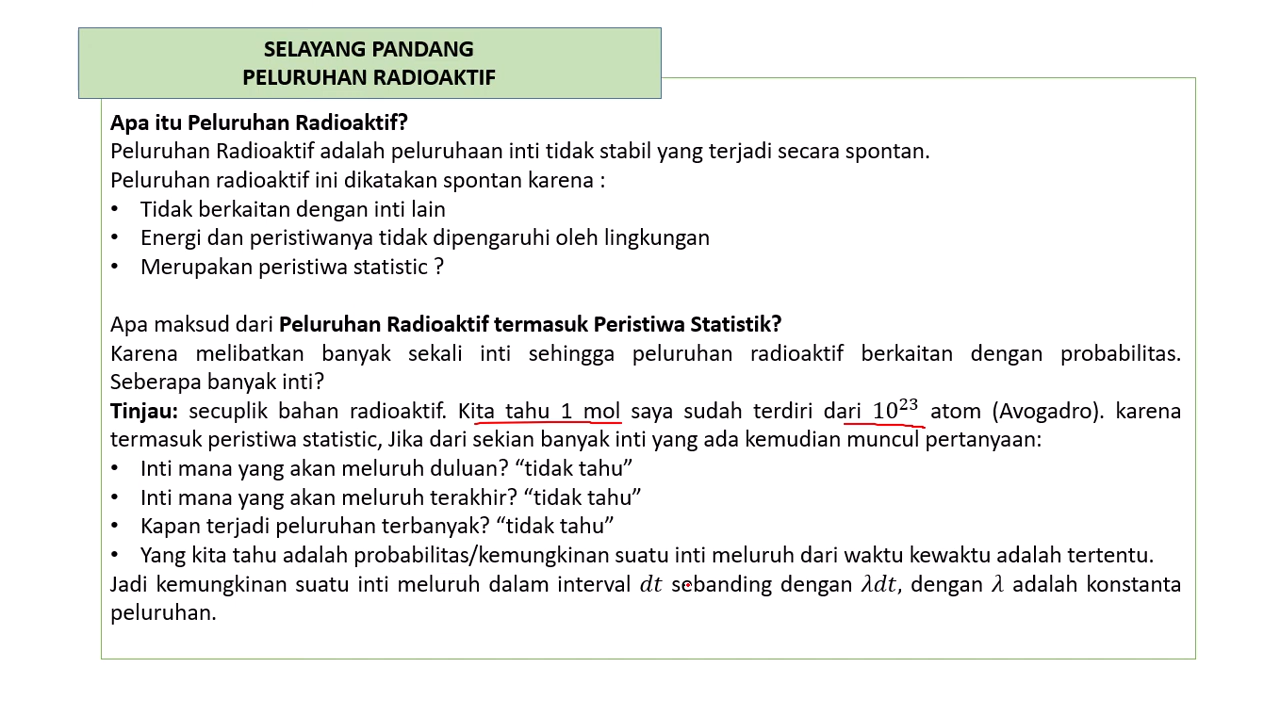 SELAYANG PANDANG
PELURUHAN RADIOAKTIF
Apa itu Peluruhan Radioaktif?
Peluruhan Radioaktif adalah peluruhaan inti tidak stabil yang terjadi secara spontan.
Peluruhan radioaktif ini dikatakan spontan karena :
• Tidak berkaitan dengan inti lain
• Energi dan peristiwanya tidak dipengaruhi oleh lingkungan
• Merupakan peristiwa statistic ?
Apa maksud dari Peluruhan Radioaktif termasuk Peristiwa Statistik?
Karena melibatkan banyak sekali inti sehingga peluruhan radioaktif berkaitan dengan probabilitas.
Seberapa banyak inti?
Tinjau: secuplik bahan radioaktif. Kita tahu 1 mol saya sudah terdiri dari 10²³ atom (Avogadro). karena
termasuk peristiwa statistic, Jika dari sekian banyak inti yang ada kemudian muncul pertanyaan:
• Inti mana yang akan meluruh duluan? “tidak tahu”
• Inti mana yang akan meluruh terakhir? “tidak tahu”
• Kapan terjadi peluruhan terbanyak? “tidak tahu”
• Yang kita tahu adalah probabilitas/kemungkinan suatu inti meluruh dari waktu kewaktu adalah tertentu.
Jadi kemungkinan suatu inti meluruh dalam interval 𝑑𝑡 sebanding dengan 𝜆𝑑𝑡, dengan 𝜆 adalah konstanta
peluruhan.